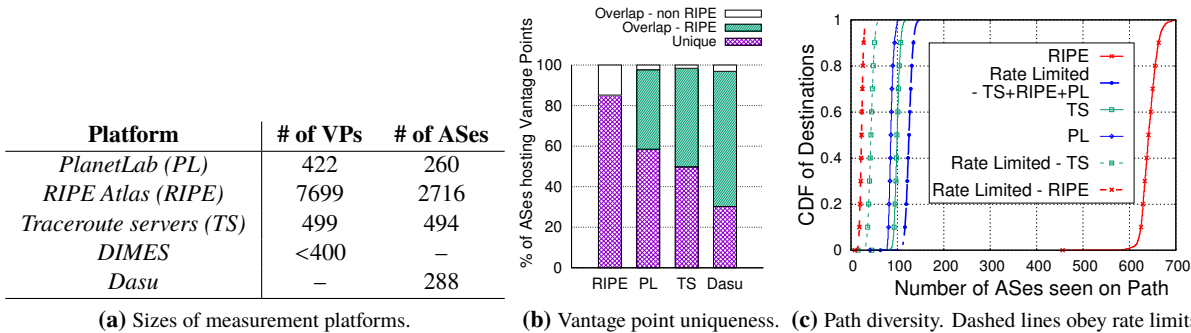 Platform # of VPs # of ASes
PlanetLab (PL) 422 260
RIPE Atlas (RIPE) 7699 2716
Traceroute servers (TS) 499 494
DIMES <400 –
Dasu – 288
(a) Sizes of measurement platforms.
Overlap - non RIPE
Overlap - RIPE
Unique
% of ASes hosting Vantage Points
100
80
60
40
20
0
RIPE PL TS Dasu
(b) Vantage point uniqueness.
CDF of Destinations
1
0.8
0.6
0.4
0.2
0
RIPE
Rate Limited
- TS+RIPE+PL
TS
PL
Rate Limited - TS
Rate Limited - RIPE
0 100 200 300 400 500 600 700
Number of ASes seen on Path
(c) Path diversity. Dashed lines obey rate limit